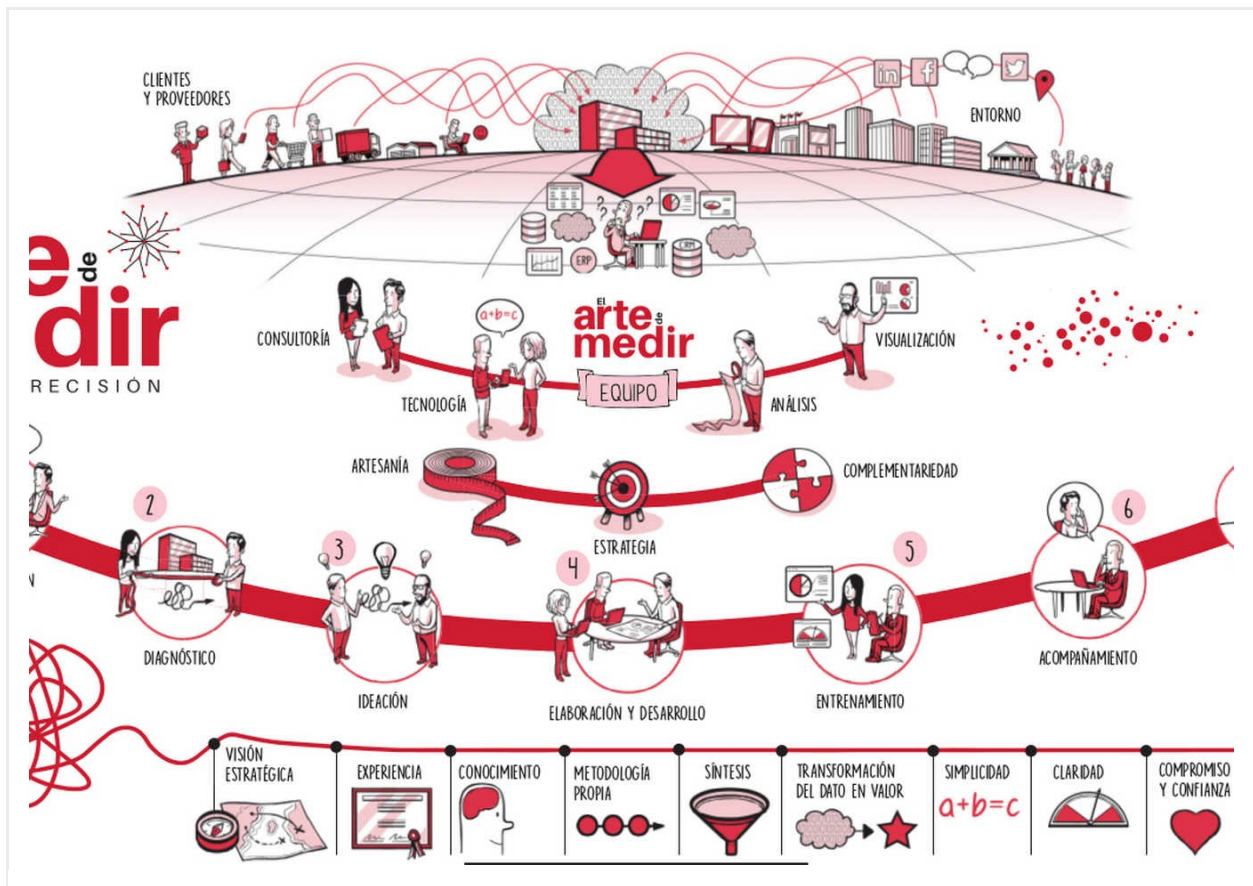 CLIENTES
Y PROVEEDORES
in
f
ENTORNO
? ? ? ?
CRM
ERP
e de
dir
RECISIÓN
CONSULTORÍA
a+b=c
TECNOLOGÍA
El
arte de
medir
EQUIPO
ANÁLISIS
VISUALIZACIÓN
ARTESANÍA
ESTRATEGIA
COMPLEMENTARIEDAD
N
2
DIAGNÓSTICO
3
IDEACIÓN
4
ELABORACIÓN Y DESARROLLO
5
ENTRENAMIENTO
6
ACOMPAÑAMIENTO
VISIÓN
ESTRATÉGICA
EXPERIENCIA
CONOCIMIENTO
METODOLOGÍA
PROPIA
SÍNTESIS
TRANSFORMACIÓN
DEL DATO EN VALOR
SIMPLICIDAD
a+b=c
CLARIDAD
COMPROMISO
Y CONFIANZA